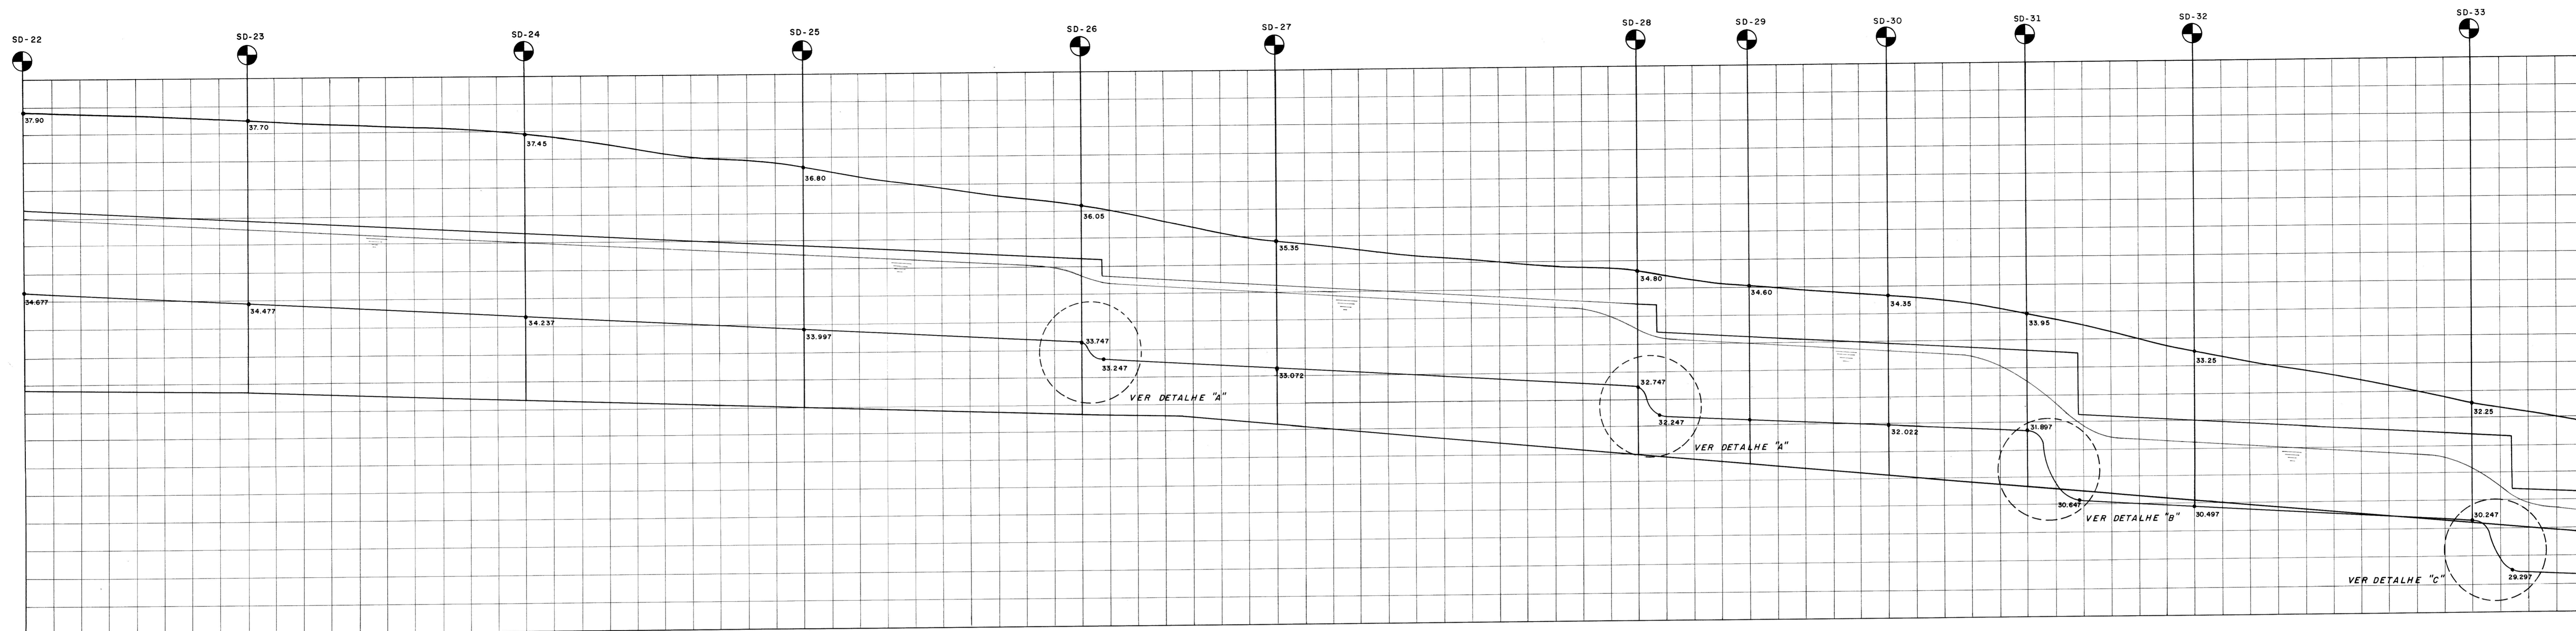 SD-22
SD-23
SD-24
SD-25
SD-26
SD-27
SD-28
SD-29
SD-30
SD-31
SD-32
SD-33
37.90
37.70
37.45
36.80
36.05
35.35
34.80
34.60
34.35
33.95
33.25
32.25
34.677
34.477
34.237
33.997
33.747
33.247
VER DETALHE "A"
33.072
32.747
32.247
VER DETALHE "A"
32.022
31.897
30.647
VER DETALHE "B"
30.497
30.247
VER DETALHE "C"
29.297